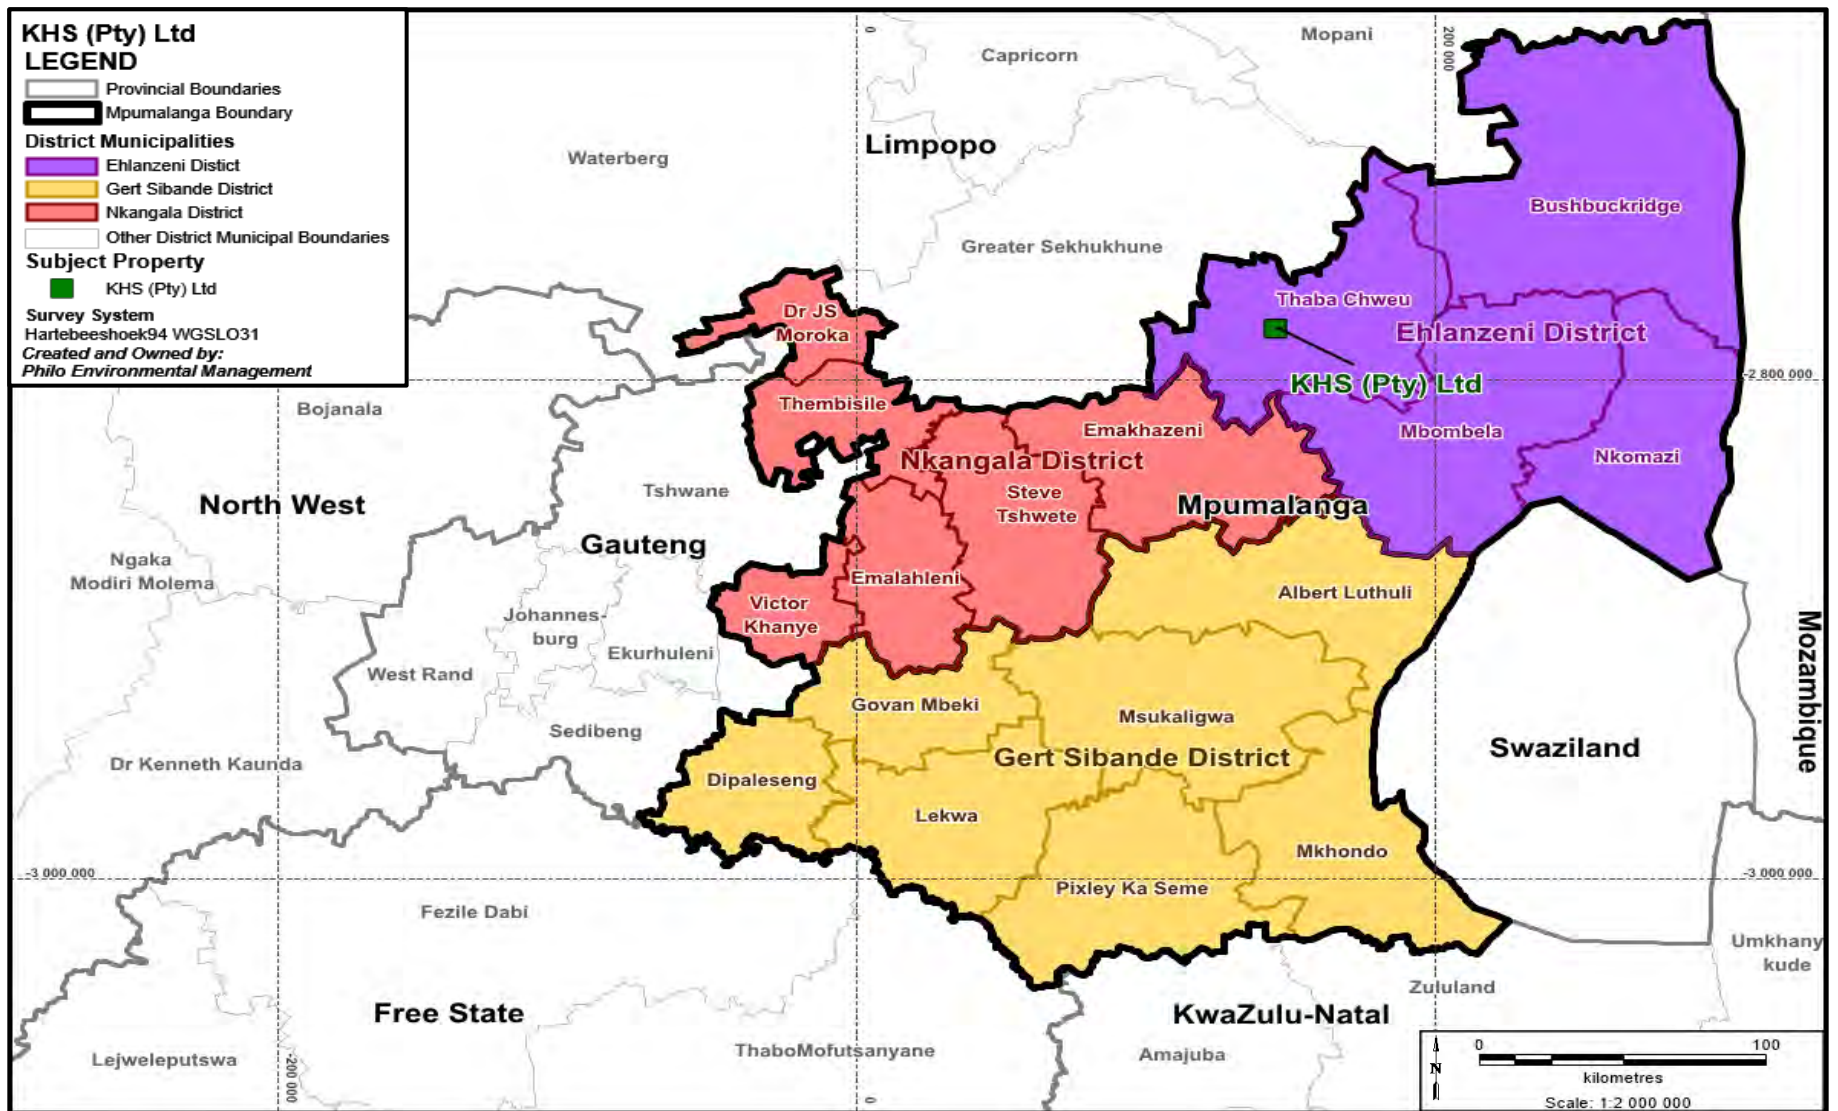 KHS (Pty) Ltd
LEGEND
Provincial Boundaries
Mpumalanga Boundary
District Municipalities
Ehlanzeni Distict
Gert Sibande District
Nkangala District
Other District Municipal Boundaries
Subject Property
KHS (Pty) Ltd
Survey System
Hartebeeshoek94 WGSLO31
Created and Owned by:
Philo Environmental Management
0
200 000
Mopani
Capricorn
Limpopo
Waterberg
Greater Sekhukhune
Bushbuckridge
Thaba Chweu
Ehlanzeni District
KHS (Pty) Ltd
-2 800 000
Mbombela
Nkomazi
Dr JS
Moroka
Thembisile
Emakhazeni
Nkangala District
Steve
Tshwete
Mpumalanga
Bojanala
North West
Tshwane
Gauteng
Ngaka
Modiri Molema
Emalahleni
Victor
Khanye
Johannes-
burg
Ekurhuleni
West Rand
Sedibeng
Albert Luthuli
Govan Mbeki
Msukaligwa
Gert Sibande District
Dipaleseng
Lekwa
Mkhondo
Pixley Ka Seme
Swaziland
Mozambique
Dr Kenneth Kaunda
-3 000 000
-3 000 000
Fezile Dabi
Free State
Lejweleputswa
-200 000
ThaboMofutsanyane
0
KwaZulu-Natal
Amajuba
Zululand
Umkhany
kude
N
0 100
kilometres
Scale: 1:2 000 000